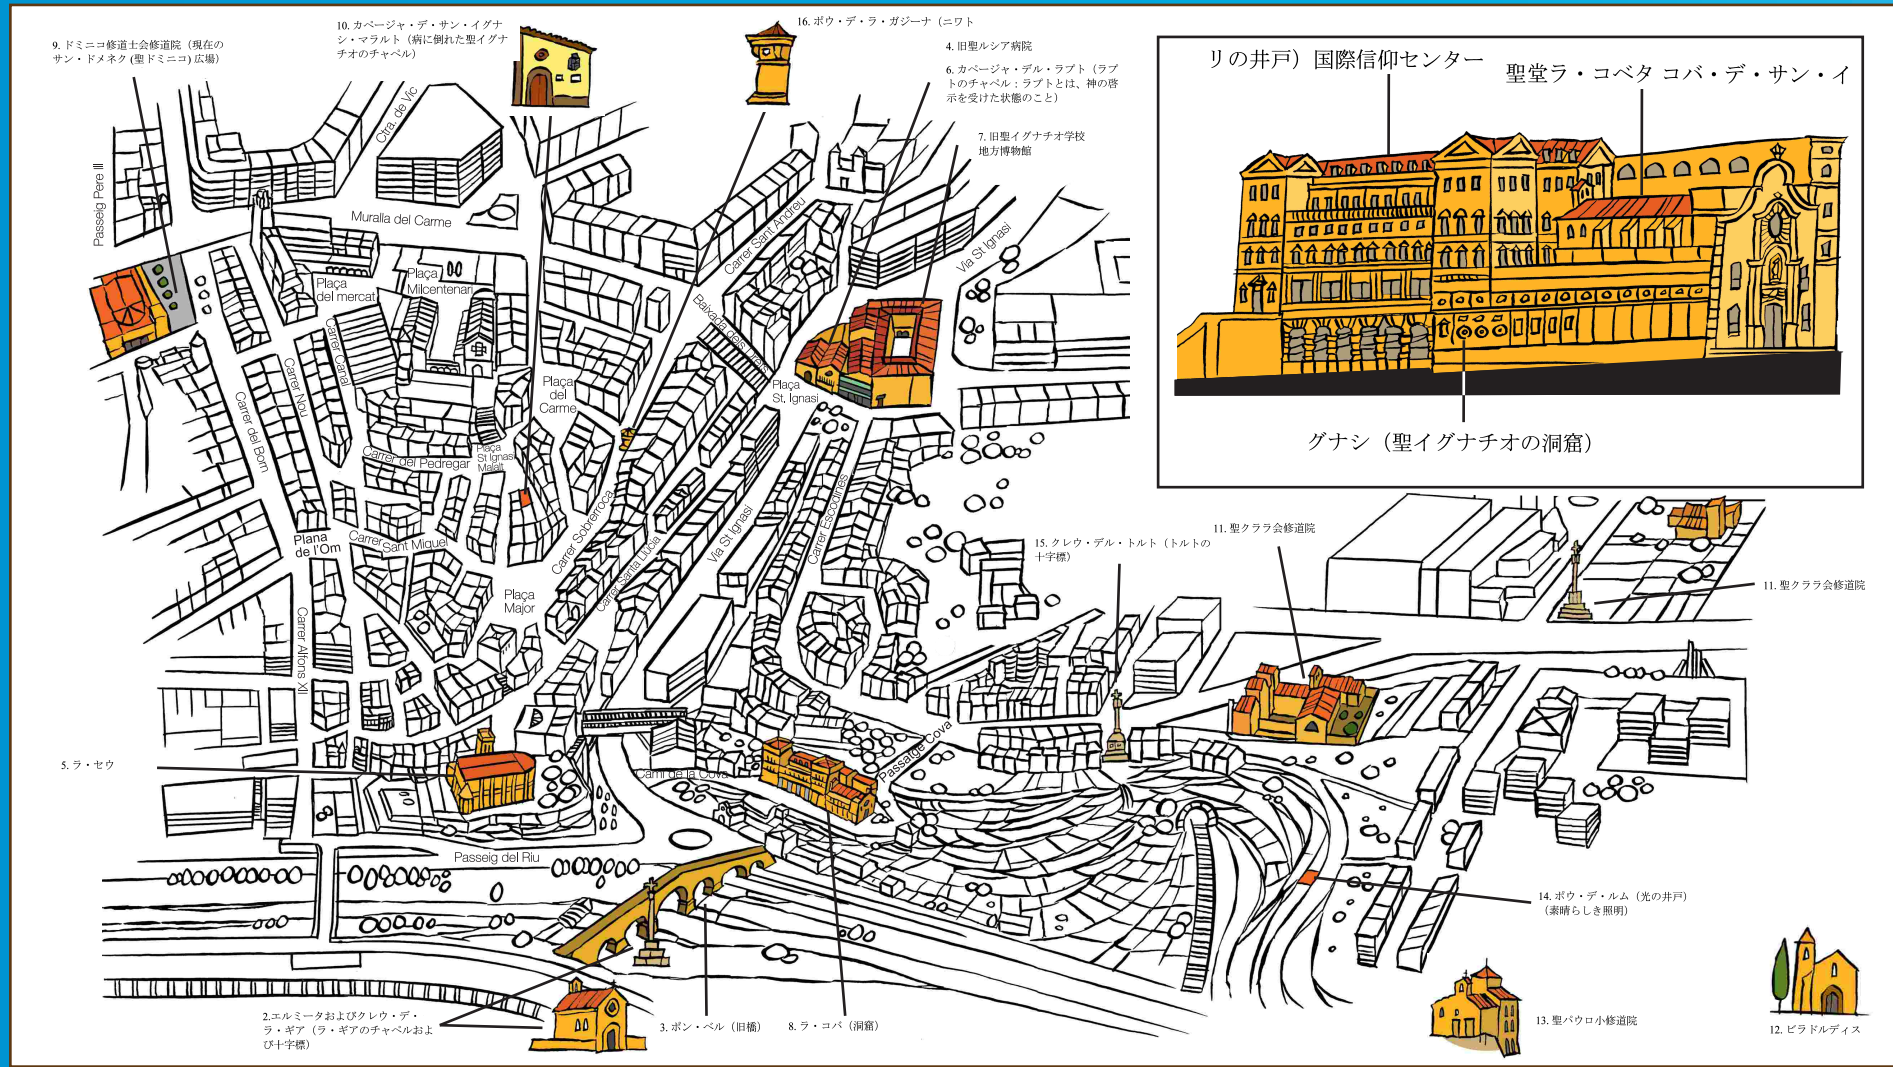 9. ドミニコ修道士会修道院（現在の
サン・ドメネク (聖ドミニコ) 広場）
10. カページャ・デ・サン・イグナ
シ・マラルト（病に倒れた聖イグナ
チオのチャペル）
16. ポウ・デ・ラ・ガジーナ（ニワト
4. 旧聖ルシア病院
6. カページャ・デル・ラプト（ラプ
トのチャペル：ラプトとは、神の啓
示を受けた状態のこと）
7. 旧聖イグナチオ学校
地方博物館
リの井戸）国際信仰センター
聖堂ラ・コベタ コバ・デ・サン・イ
グナシ（聖イグナチオの洞窟）
Passeig Pere III
Ctra. de Vic
Muralla del Carme
Plaça
del mercat
Plaça
Milcentenari
Carrer Sant Andreu
Via St Ignasi
Baixada dels Drets
Carrer Canal
Carrer Nou
Carrer del Born
Plaça
del
Carme
Plaça
St. Ignasi
Carrer del Pedregar
Plaça
St Ignasi
Malalt
Carrer Sobrerroca
Carrer Santa Llúcia
Via St Ignasi
Carrer Escodines
Plana
de l'Om
Carrer Sant Miquel
Plaça
Major
Carrer Alfons XII
15. クレウ・デル・トルト（トルトの
十字標）
11. 聖クララ会修道院
11. 聖クララ会修道院
5. ラ・セウ
Camí de la Cova
Passatge Cova
Passeig del Riu
14. ポウ・デ・ルム（光の井戸）
（素晴らしき照明）
2.エルミータおよびクレウ・デ・
ラ・ギア（ラ・ギアのチャペルおよ
び十字標）
3. ポン・ベル（旧橋）
8. ラ・コバ（洞窟）
13. 聖パウロ小修道院
12. ビラドルディス